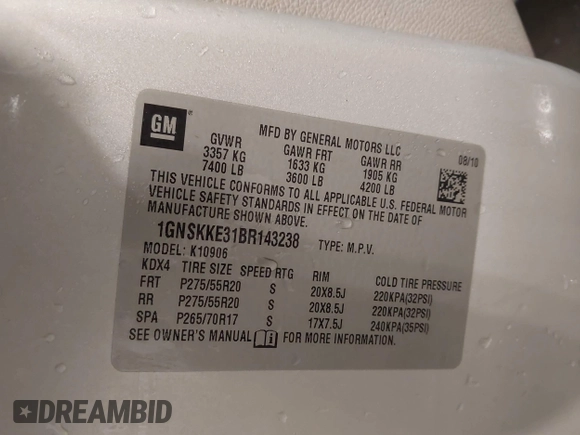 GM
MFD BY GENERAL MOTORS LLC
08/10
GVWR GAWR FRT GAWR RR
3357 KG 1633 KG 1905 KG
7400 LB 3600 LB 4200 LB
THIS VEHICLE CONFORMS TO ALL APPLICABLE U.S. FEDERAL MOTOR
VEHICLE SAFETY STANDARDS IN EFFECT ON THE DATE OF
MANUFACTURE SHOWN ABOVE.
1GNSKKE31BR143238 TYPE: M.P.V.
MODEL: K10906
KDX4 TIRE SIZE SPEED RTG RIM COLD TIRE PRESSURE
FRT P275/55R20 S 20X8.5J 220KPA(32PSI)
RR P275/55R20 S 20X8.5J 220KPA(32PSI)
SPA P265/70R17 S 17X7.5J 240KPA(35PSI)
SEE OWNER'S MANUAL FOR MORE INFORMATION.
DREAMBID